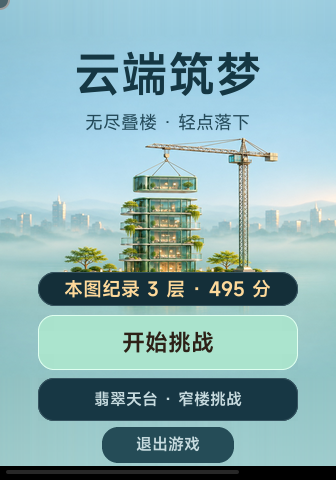 云端筑梦
无尽叠楼 · 轻点落下
本图纪录 3 层 · 495 分
开始挑战
翡翠天台 · 窄楼挑战
退出游戏